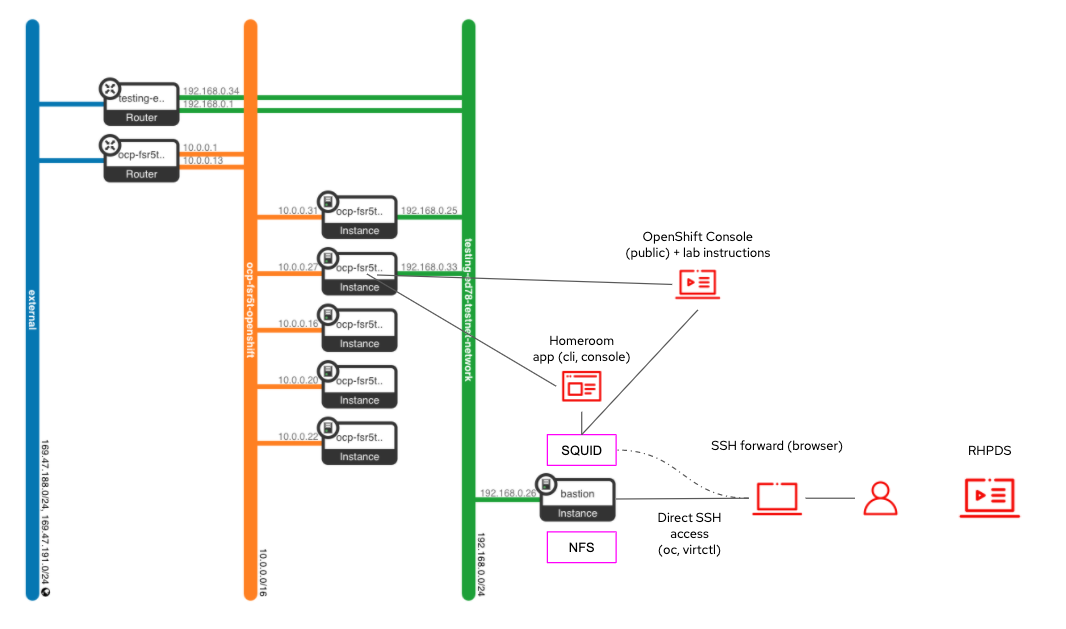 192.168.0.34
testing-e..
192.168.0.1
Router
10.0.0.1
ocp-fsr5t..
10.0.0.13
Router
10.0.0.31
ocp-fsr5t..
192.168.0.25
Instance
10.0.0.27
ocp-fsr5t..
192.168.0.33
Instance
10.0.0.16
ocp-fsr5t..
Instance
10.0.0.20
ocp-fsr5t..
Instance
10.0.0.22
ocp-fsr5t..
Instance
external
169.47.188.0/24, 169.47.191.0/24
ocp-fsr5t-openshift
10.0.0.0/16
testing-ed78-testnet-network
192.168.0.0/24
OpenShift Console
(public) + lab instructions
Homeroom
app (cli, console)
SQUID
SSH forward (browser)
RHPDS
192.168.0.26
bastion
Instance
NFS
Direct SSH
access
(oc, virtctl)